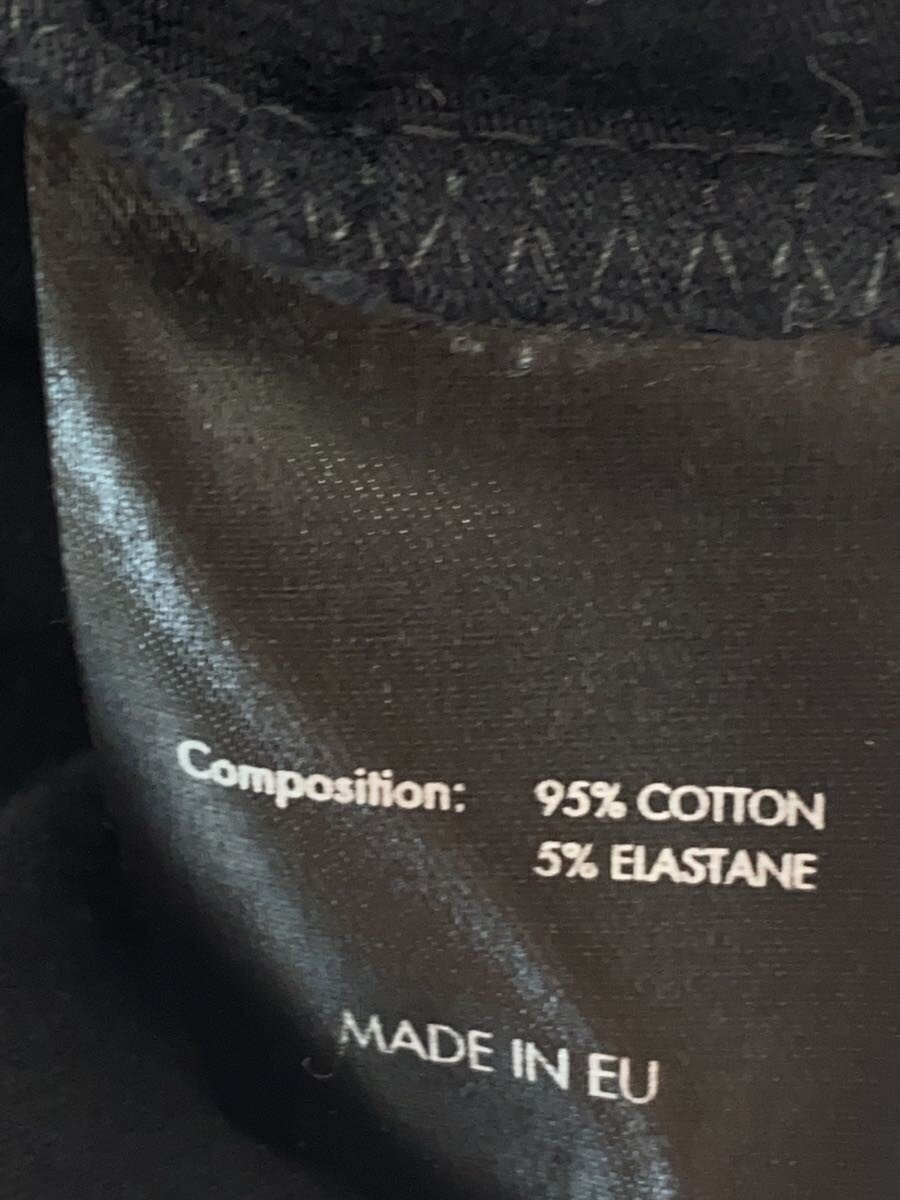 Composition: 95% COTTON
5% ELASTANE
MADE IN EU